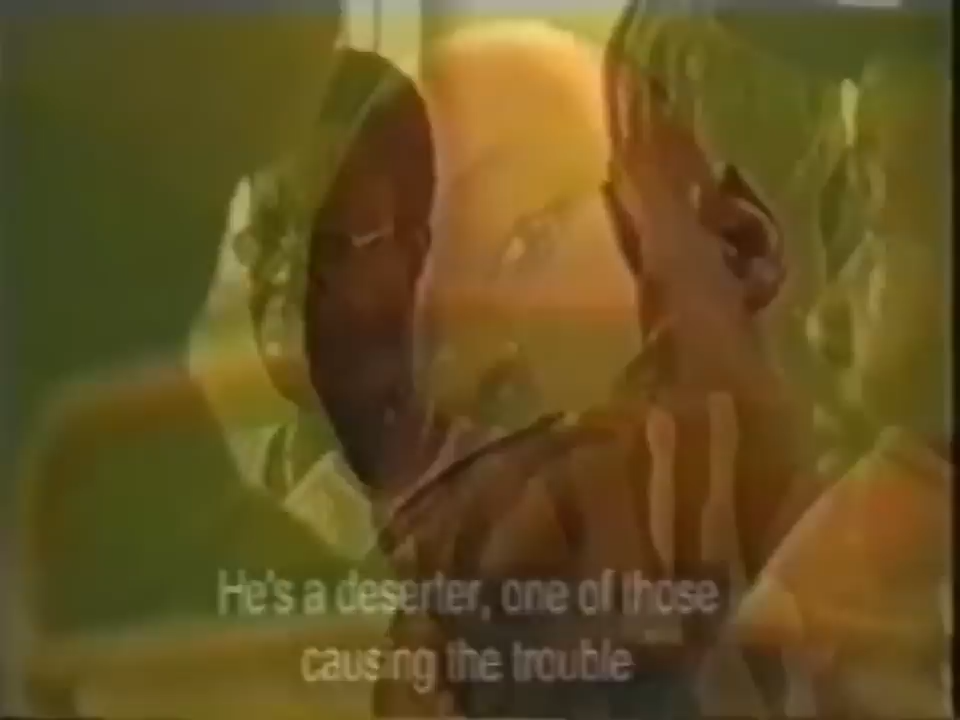 He's a deserter, one of those
causing the trouble